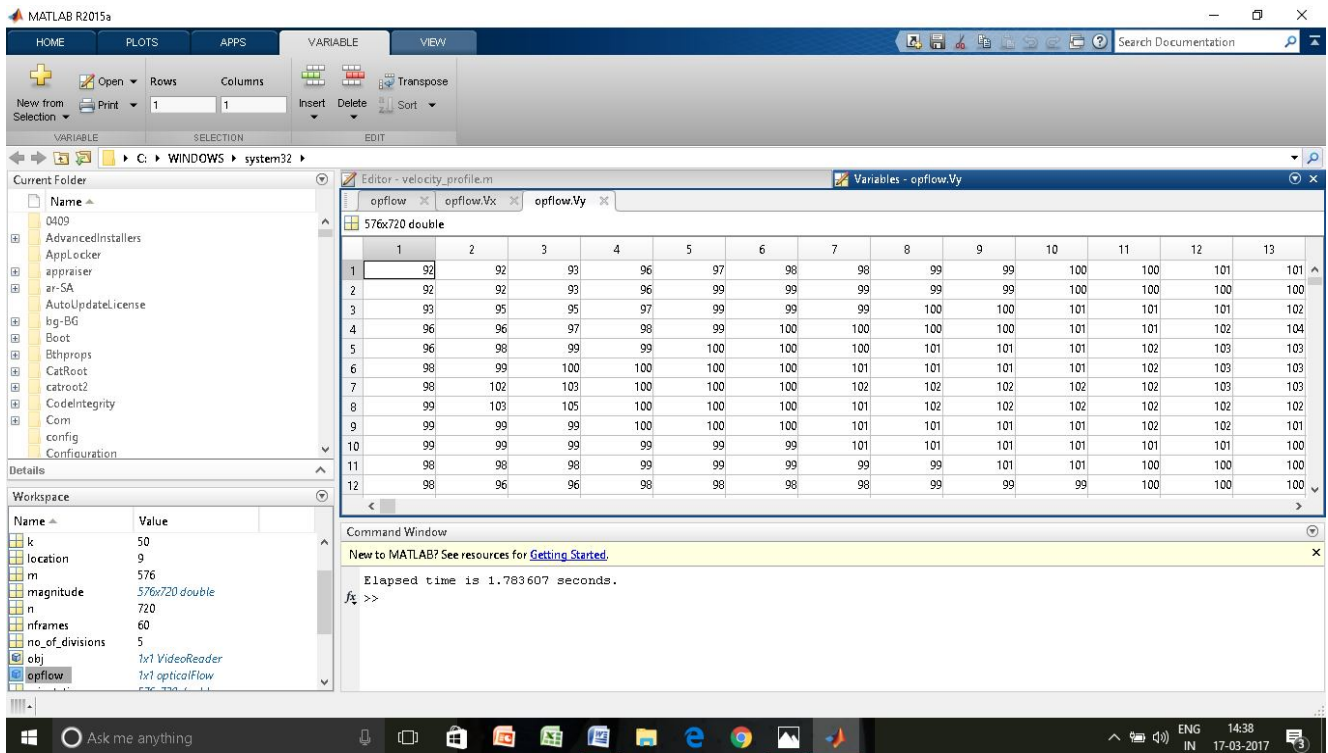 MATLAB R2015a
HOME PLOTS APPS VARIABLE VIEW Search Documentation
New from Selection Open Print Rows Columns 1 1 Insert Delete Transpose Sort
VARIABLE SELECTION EDIT
C: WINDOWS system32
Current Folder
Name
0409
AdvancedInstallers
AppLocker
appraiser
ar-SA
AutoUpdateLicense
bg-BG
Boot
Bthprops
CatRoot
catroot2
CodeIntegrity
Com
config
Configuration
Details
Workspace
Name Value
k 50
location 9
m 576
magnitude 576x720 double
n 720
nframes 60
no_of_divisions 5
obj 1x1 VideoReader
opflow 1x1 opticalFlow
Editor - velocity_profile.m Variables - opflow.Vy
opflow opflow.Vx opflow.Vy
576x720 double
1 2 3 4 5 6 7 8 9 10 11 12 13
1 92 92 93 96 97 98 98 99 99 100 100 101 101
2 92 92 93 96 99 99 99 99 99 100 100 100 100
3 93 95 95 97 99 99 99 100 100 101 101 101 102
4 96 96 97 98 99 100 100 100 100 101 101 102 104
5 96 98 99 99 100 100 100 101 101 101 102 103 103
6 98 99 100 100 100 100 101 101 101 101 102 103 103
7 98 102 103 100 100 100 102 102 102 102 102 103 103
8 99 103 105 100 100 100 101 102 102 102 102 102 102
9 99 99 99 100 100 100 101 101 101 101 102 102 101
10 99 99 99 99 99 99 101 101 101 101 101 101 100
11 98 98 98 99 99 99 99 99 101 101 100 100 100
12 98 96 96 98 98 98 98 99 99 99 100 100 100
Command Window
New to MATLAB? See resources for Getting Started.
Elapsed time is 1.783607 seconds.
fx >>
Ask me anything
ENG 14:38
IN 17-03-2017
3